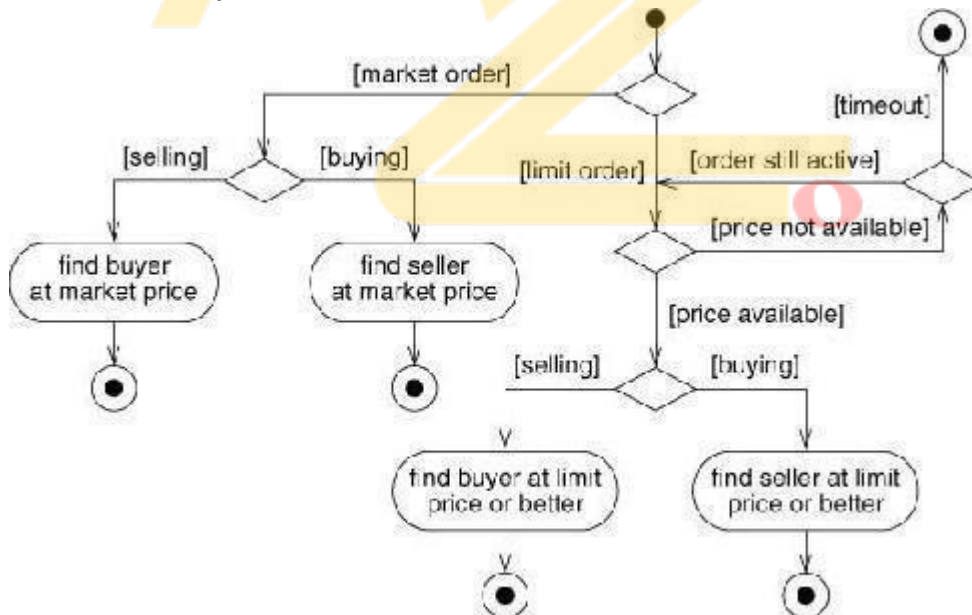 [market order]
[timeout]
[selling]
[buying]
[limit order]
[order still active]
find buyer
at market price
find seller
at market price
[price not available]
[price available]
[selling]
[buying]
find buyer at limit
price or better
find seller at limit
price or better